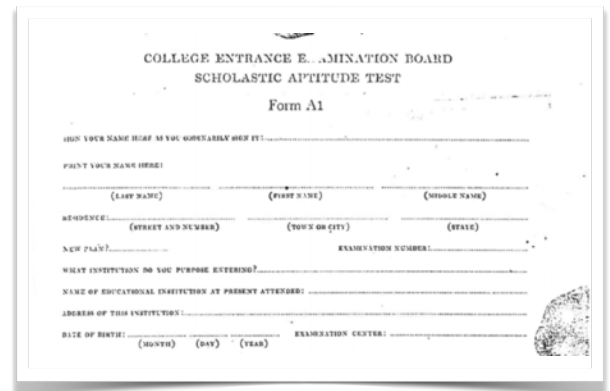 COLLEGE ENTRANCE E...MINATION BOARD
SCHOLASTIC APTITUDE TEST
Form A1
SIGN YOUR NAME HERE AS YOU ORDINARILY SIGN IT:
PRINT YOUR NAME HERE:
(LAST NAME) (FIRST NAME) (MIDDLE NAME)
RESIDENCE:
(STREET AND NUMBER) (TOWN OR CITY) (STATE)
NEW PLAN? EXAMINATION NUMBER:
WHAT INSTITUTION DO YOU PURPOSE ENTERING?
NAME OF EDUCATIONAL INSTITUTION AT PRESENT ATTENDED:
ADDRESS OF THIS INSTITUTION:
DATE OF BIRTH: EXAMINATION CENTER:
(MONTH) (DAY) (YEAR)